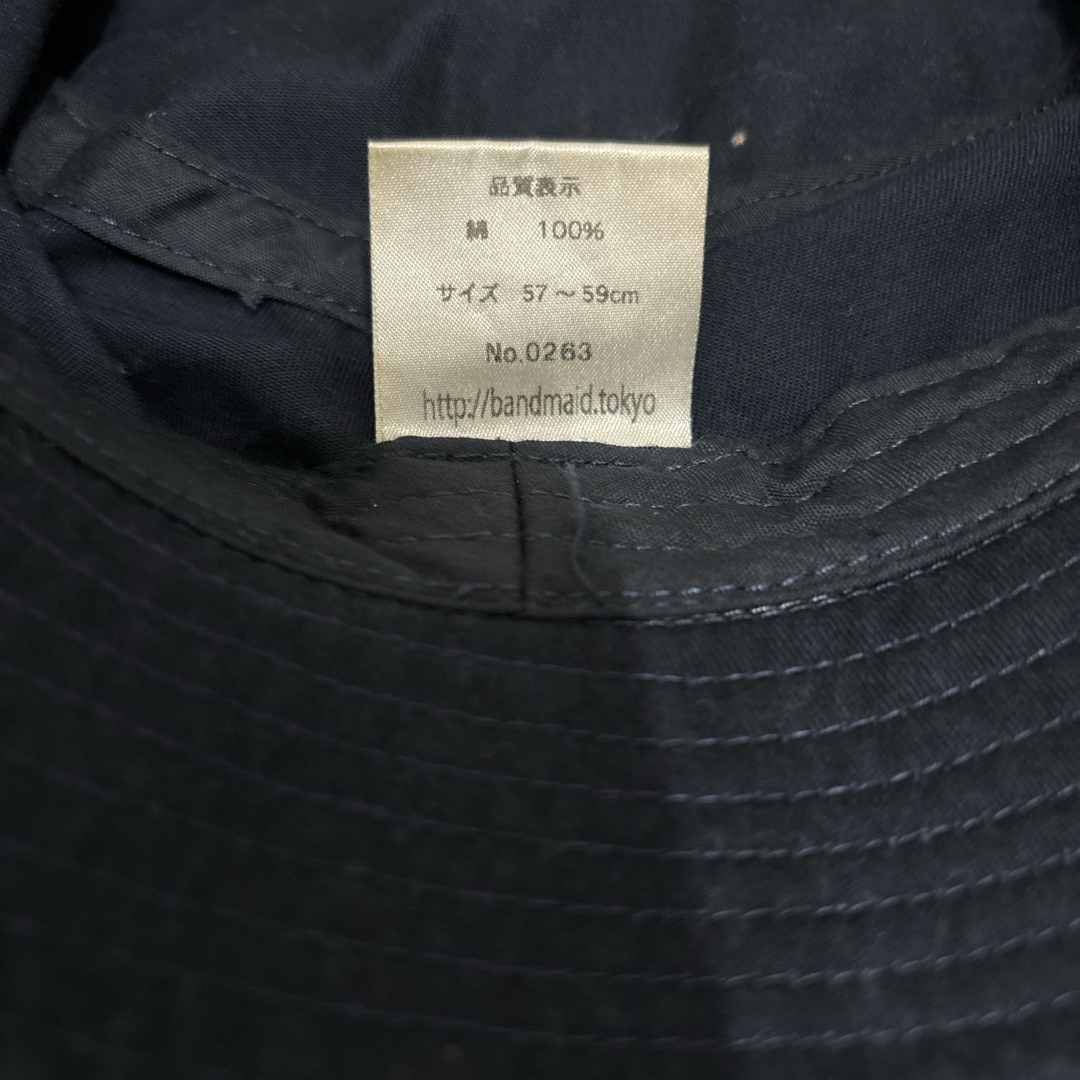 品質表示
綿 100%
サイズ 57～59cm
No.0263
http://bandmaid.tokyo